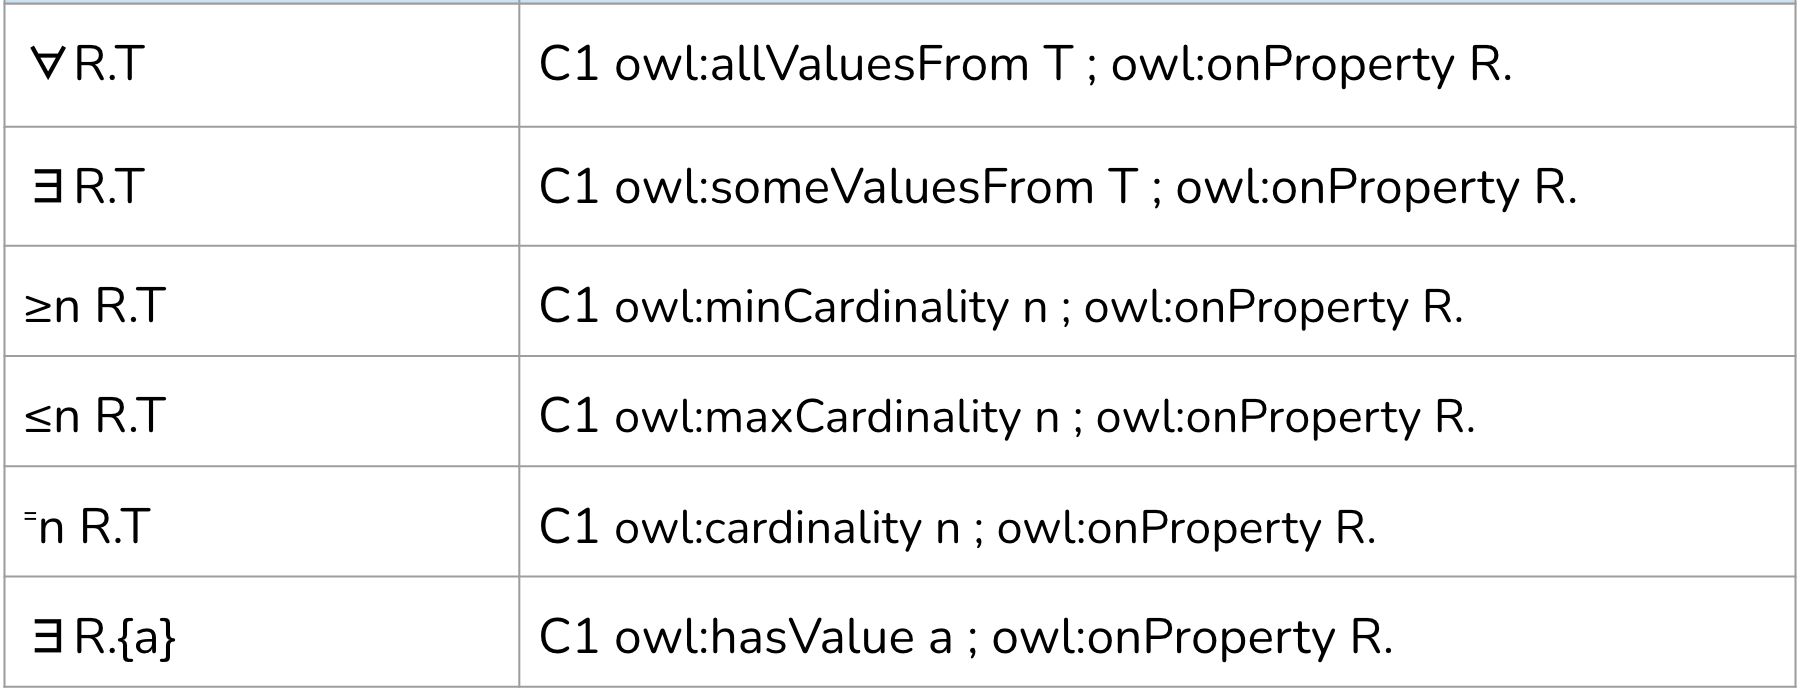 ∀ R.T
C1 owl:allValuesFrom T ; owl:onProperty R.
∃ R.T
C1 owl:someValuesFrom T ; owl:onProperty R.
≥n R.T
C1 owl:minCardinality n ; owl:onProperty R.
≤n R.T
C1 owl:maxCardinality n ; owl:onProperty R.
=n R.T
C1 owl:cardinality n ; owl:onProperty R.
∃ R.{a}
C1 owl:hasValue a ; owl:onProperty R.